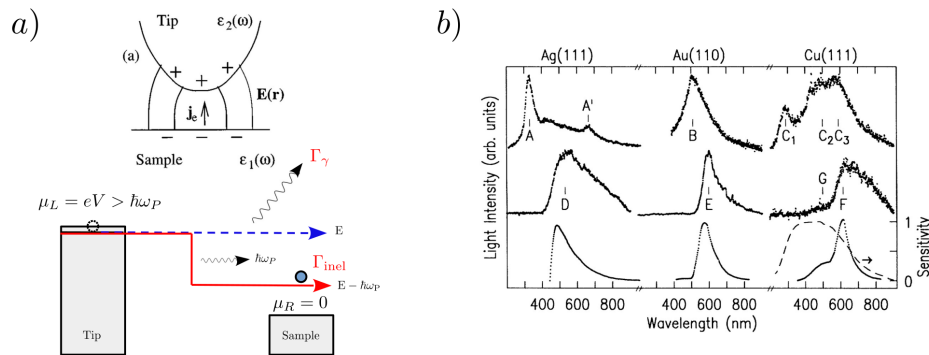 a)
Tip ε₂(ω)
(a)
+ + +
E(r)
jₑ
− − −
Sample ε₁(ω)
Γγ
μL = eV > ħωP
E
ħωP
Γinel
E − ħωP
μR = 0
Tip
Sample
b)
Ag(111) Au(110) Cu(111)
Light Intensity (arb. units)
A A' B C₁ C₂ C₃
D E G F
1
0
Sensitivity
400 600 800 400 600 800 400 600 800
Wavelength (nm)